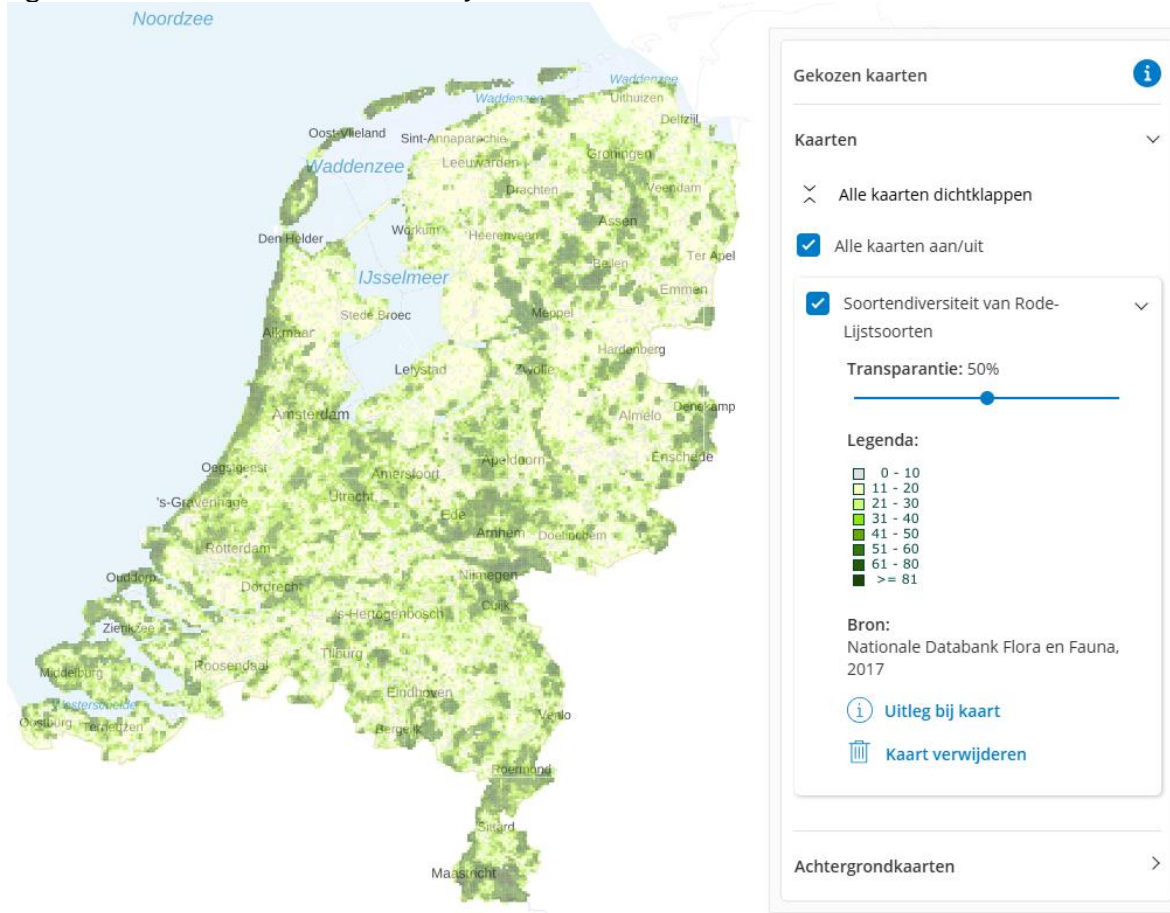 Noordzee
Waddenzee
Waddenzee
Uithuizen
Delfzijl
Oost-Vlieland
Sint-Annaparochie
Waddenzee
Leeuwarden
Groningen
Drachten
Veendam
Assen
Den Helder
Workum
Heerenveen
Beilen
Ter Apel
IJsselmeer
Emmen
Stede Broec
Meppel
Alkmaar
Hardenberg
Lelystad
Zwolle
Amsterdam
Almelo
Denekamp
Oegstgeest
Amersfoort
Apeldoorn
Enschede
's-Gravenhage
Utrecht
Ede
Arnhem
Doetinchem
Rotterdam
Nijmegen
Ouddorp
Dordrecht
's-Hertogenbosch
Cuijk
Zierikzee
Tilburg
Middelburg
Roosendaal
Eindhoven
Westerschelde
Venlo
Oostburg
Terneuzen
Bergeijk
Roermond
Sittard
Maastricht
Gekozen kaarten
Kaarten
Alle kaarten dichtklappen
Alle kaarten aan/uit
Soortendiversiteit van Rode-
Lijstsoorten
Transparantie: 50%
Legenda:
0 - 10
11 - 20
21 - 30
31 - 40
41 - 50
51 - 60
61 - 80
>= 81
Bron:
Nationale Databank Flora en Fauna,
2017
Uitleg bij kaart
Kaart verwijderen
Achtergrondkaarten